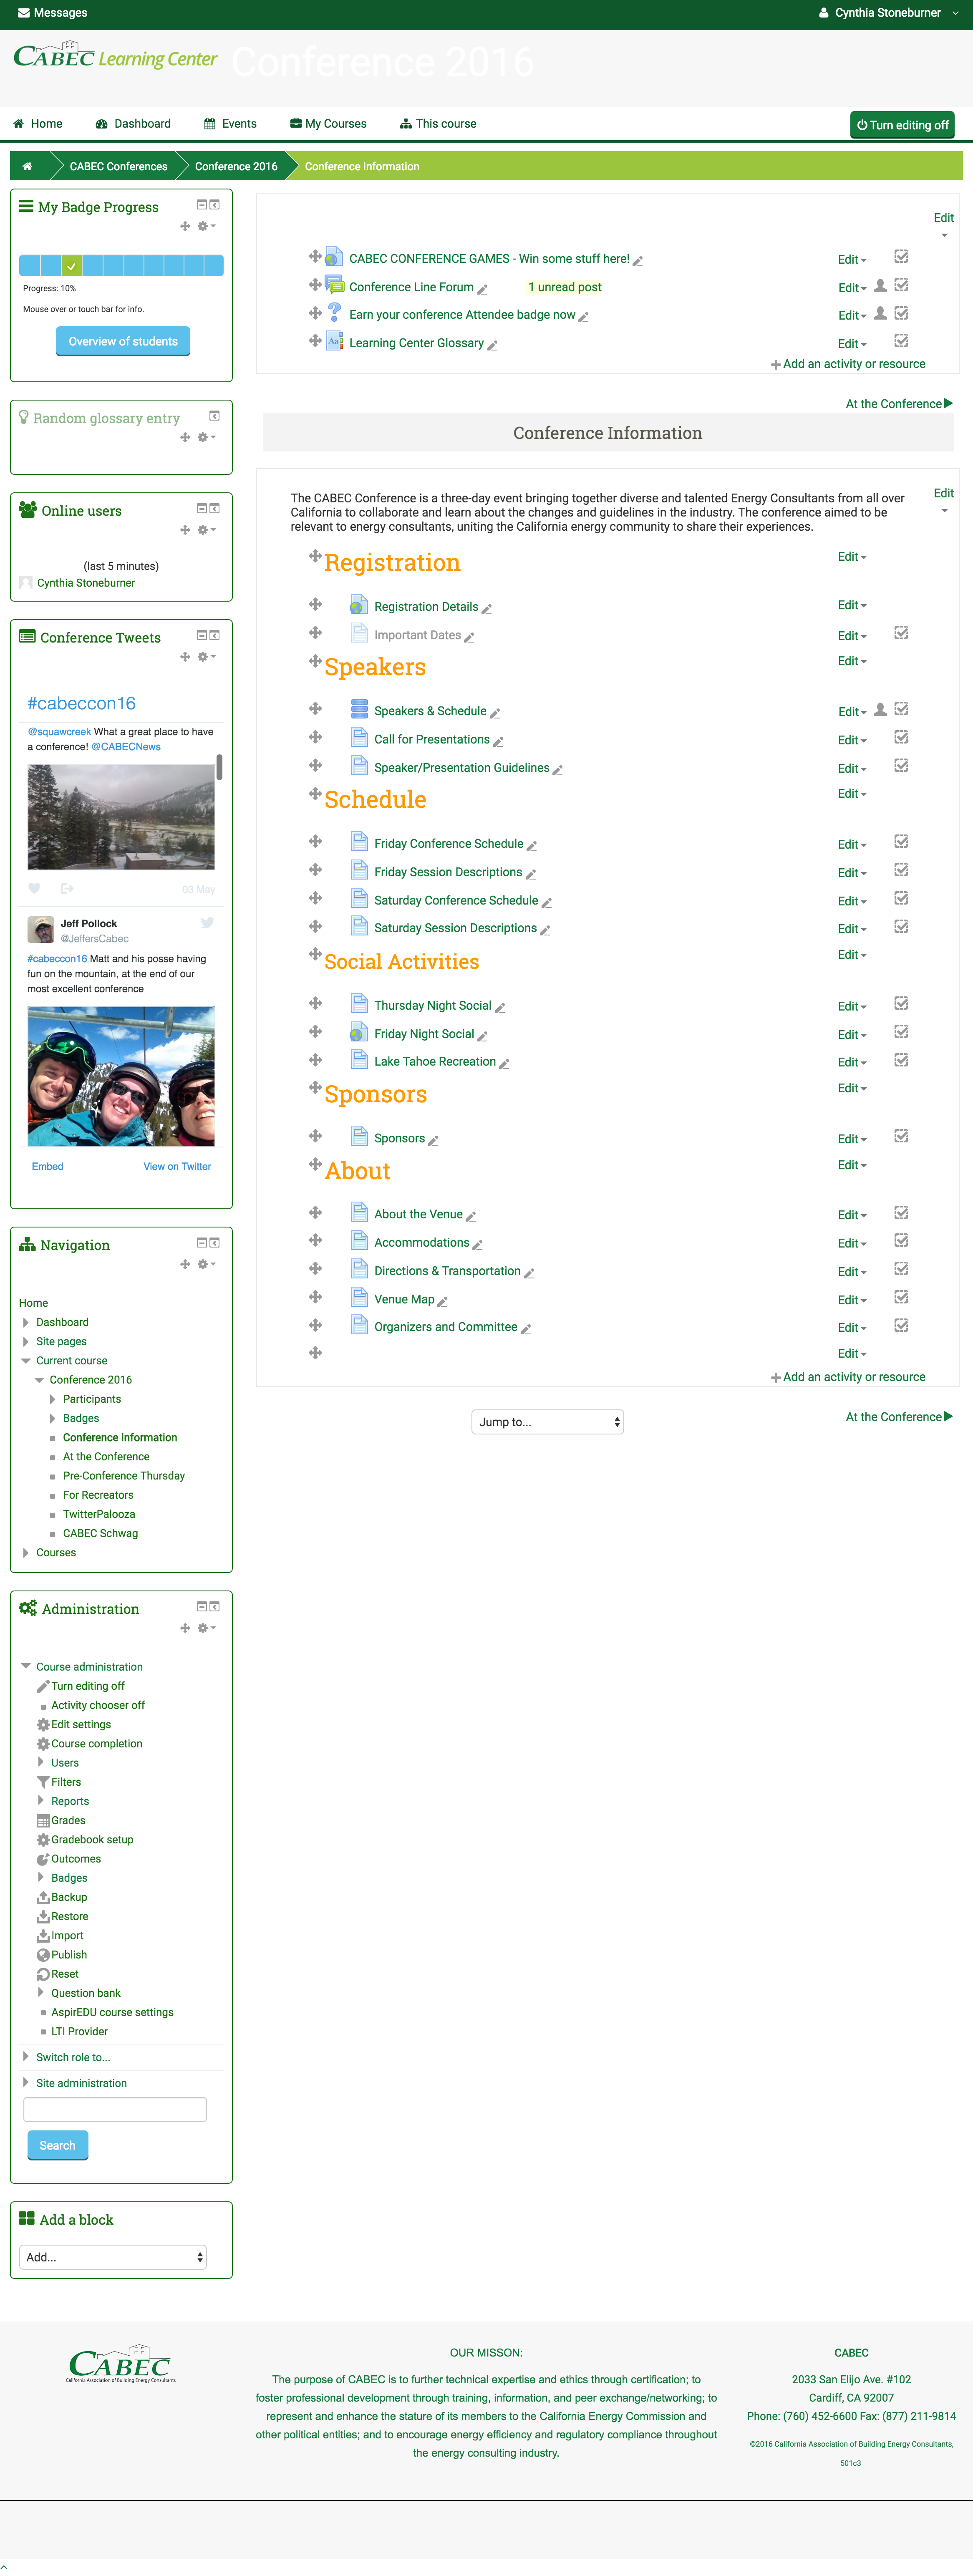 Messages
Cynthia Stoneburner
CABEC Learning Center
Conference 2016
Home
Dashboard
Events
My Courses
This course
Turn editing off
CABEC Conferences
Conference 2016
Conference Information
My Badge Progress
Progress: 10%
Mouse over or touch bar for info.
Overview of students
Random glossary entry
Online users
(last 5 minutes)
Cynthia Stoneburner
Conference Tweets
#cabeccon16
@squawcreek What a great place to have
a conference! @CABECNews
03 May
Jeff Pollock
@JeffersCabec
#cabeccon16 Matt and his posse having
fun on the mountain, at the end of our
most excellent conference
Embed
View on Twitter
Navigation
Home
Dashboard
Site pages
Current course
Conference 2016
Participants
Badges
Conference Information
At the Conference
Pre-Conference Thursday
For Recreators
TwitterPalooza
CABEC Schwag
Courses
Administration
Course administration
Turn editing off
Activity chooser off
Edit settings
Course completion
Users
Filters
Reports
Grades
Gradebook setup
Outcomes
Badges
Backup
Restore
Import
Publish
Reset
Question bank
AspirEDU course settings
LTI Provider
Switch role to...
Site administration
Search
Add a block
Add...
Edit
CABEC CONFERENCE GAMES - Win some stuff here!
Edit
Conference Line Forum
1 unread post
Edit
Earn your conference Attendee badge now
Edit
Aa
Learning Center Glossary
Edit
Add an activity or resource
At the Conference
Conference Information
Edit
The CABEC Conference is a three-day event bringing together diverse and talented Energy Consultants from all over
California to collaborate and learn about the changes and guidelines in the industry. The conference aimed to be
relevant to energy consultants, uniting the California energy community to share their experiences.
Registration
Edit
Registration Details
Edit
Important Dates
Edit
Speakers
Edit
Speakers & Schedule
Edit
Call for Presentations
Edit
Speaker/Presentation Guidelines
Edit
Schedule
Edit
Friday Conference Schedule
Edit
Friday Session Descriptions
Edit
Saturday Conference Schedule
Edit
Saturday Session Descriptions
Edit
Social Activities
Edit
Thursday Night Social
Edit
Friday Night Social
Edit
Lake Tahoe Recreation
Edit
Sponsors
Edit
Sponsors
Edit
About
Edit
About the Venue
Edit
Accommodations
Edit
Directions & Transportation
Edit
Venue Map
Edit
Organizers and Committee
Edit
Edit
Add an activity or resource
Jump to...
At the Conference
CABEC
California Association of Building Energy Consultants
OUR MISSON:
The purpose of CABEC is to further technical expertise and ethics through certification; to
foster professional development through training, information, and peer exchange/networking; to
represent and enhance the stature of its members to the California Energy Commission and
other political entities; and to encourage energy efficiency and regulatory compliance throughout
the energy consulting industry.
CABEC
2033 San Elijo Ave. #102
Cardiff, CA 92007
Phone: (760) 452-6600 Fax: (877) 211-9814
©2016 California Association of Building Energy Consultants,
501c3